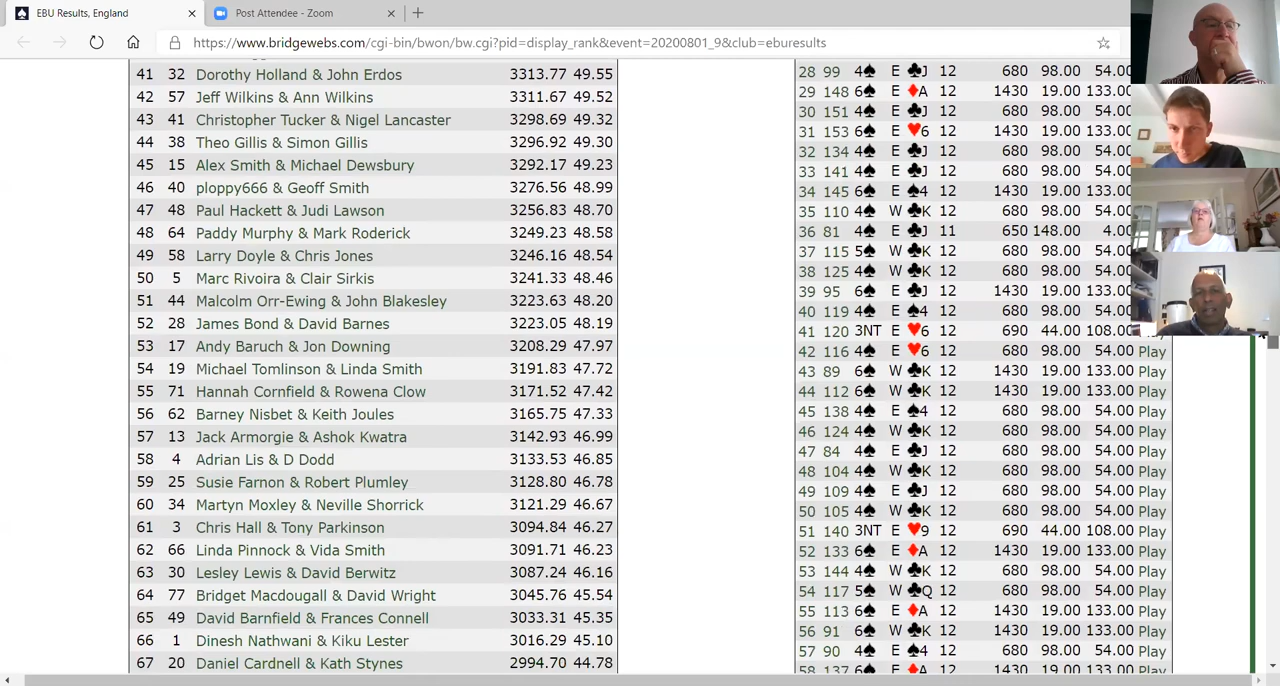 EBU Results, England
Post Attendee - Zoom
https://www.bridgewebs.com/cgi-bin/bwon/bw.cgi?pid=display_rank&event=20200801_9&club=eburesults
41 32 Dorothy Holland & John Erdos 3313.77 49.55
42 57 Jeff Wilkins & Ann Wilkins 3311.67 49.52
43 41 Christopher Tucker & Nigel Lancaster 3298.69 49.32
44 38 Theo Gillis & Simon Gillis 3296.92 49.30
45 15 Alex Smith & Michael Dewsbury 3292.17 49.23
46 40 ploppy666 & Geoff Smith 3276.56 48.99
47 48 Paul Hackett & Judi Lawson 3256.83 48.70
48 64 Paddy Murphy & Mark Roderick 3249.23 48.58
49 58 Larry Doyle & Chris Jones 3246.16 48.54
50 5 Marc Rivoira & Clair Sirkis 3241.33 48.46
51 44 Malcolm Orr-Ewing & John Blakesley 3223.63 48.20
52 28 James Bond & David Barnes 3223.05 48.19
53 17 Andy Baruch & Jon Downing 3208.29 47.97
54 19 Michael Tomlinson & Linda Smith 3191.83 47.72
55 71 Hannah Cornfield & Rowena Clow 3171.52 47.42
56 62 Barney Nisbet & Keith Joules 3165.75 47.33
57 13 Jack Armorgie & Ashok Kwatra 3142.93 46.99
58 4 Adrian Lis & D Dodd 3133.53 46.85
59 25 Susie Farnon & Robert Plumley 3128.80 46.78
60 34 Martyn Moxley & Neville Shorrick 3121.29 46.67
61 3 Chris Hall & Tony Parkinson 3094.84 46.27
62 66 Linda Pinnock & Vida Smith 3091.71 46.23
63 30 Lesley Lewis & David Berwitz 3087.24 46.16
64 77 Bridget Macdougall & David Wright 3045.76 45.54
65 49 David Barnfield & Frances Connell 3033.31 45.35
66 1 Dinesh Nathwani & Kiku Lester 3016.29 45.10
67 20 Daniel Cardnell & Kath Stynes 2994.70 44.78
28 99 4♠ E ♣J 12 680 98.00 54.00
29 148 6♠ E ♦A 12 1430 19.00 133.00
30 151 4♠ E ♣J 12 680 98.00 54.00
31 153 6♠ E ♥6 12 1430 19.00 133.00
32 134 4♠ E ♣J 12 680 98.00 54.00
33 141 4♠ E ♣J 12 680 98.00 54.00
34 145 6♠ E ♠4 12 1430 19.00 133.00
35 110 4♠ W ♣K 12 680 98.00 54.00
36 81 4♠ E ♣J 11 650 148.00 4.00
37 115 5♠ W ♣K 12 680 98.00 54.00
38 125 4♠ W ♣K 12 680 98.00 54.00
39 95 6♠ E ♣J 12 1430 19.00 133.00
40 119 4♠ E ♠4 12 680 98.00 54.00
41 120 3NT E ♥6 12 690 44.00 108.00 Play
42 116 4♠ E ♥6 12 680 98.00 54.00 Play
43 89 6♠ W ♣K 12 1430 19.00 133.00 Play
44 112 6♠ W ♣K 12 1430 19.00 133.00 Play
45 138 4♠ E ♠4 12 680 98.00 54.00 Play
46 124 4♠ W ♣K 12 680 98.00 54.00 Play
47 84 4♠ E ♣J 12 680 98.00 54.00 Play
48 104 4♠ W ♣K 12 680 98.00 54.00 Play
49 109 4♠ E ♣J 12 680 98.00 54.00 Play
50 105 4♠ W ♣K 12 680 98.00 54.00 Play
51 140 3NT E ♥9 12 690 44.00 108.00 Play
52 133 6♠ E ♦A 12 1430 19.00 133.00 Play
53 144 4♠ W ♣K 12 680 98.00 54.00 Play
54 117 5♠ W ♣Q 12 680 98.00 54.00 Play
55 113 6♠ E ♦A 12 1430 19.00 133.00 Play
56 91 6♠ W ♣K 12 1430 19.00 133.00 Play
57 90 4♠ E ♠4 12 680 98.00 54.00 Play
58 137 6♠ E ♦A 12 1430 19.00 133.00 Play